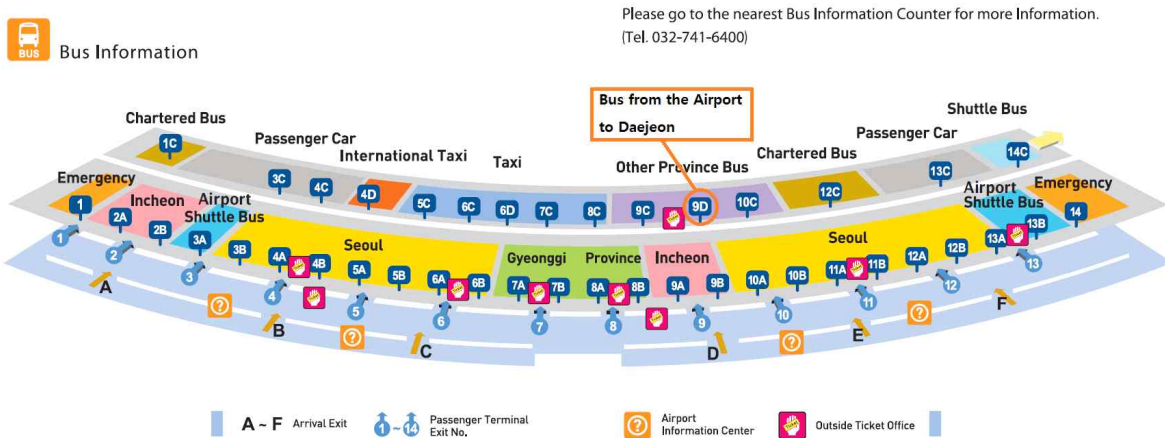 Please go to the nearest Bus Information Counter for more Information.
(Tel. 032-741-6400)
BUS
Bus Information
Bus from the Airport
to Daejeon
Chartered Bus
Passenger Car
International Taxi
Taxi
Other Province Bus
Chartered Bus
Passenger Car
Shuttle Bus
1C
3C
4C
4D
5C
6C
6D
7C
8C
9C
9D
10C
12C
13C
14C
Emergency
Incheon
Airport
Shuttle Bus
Seoul
Gyeonggi Province
Incheon
Seoul
Airport
Shuttle Bus
Emergency
1
2A
2B
3A
3B
4A
4B
5A
5B
6A
6B
7A
7B
8A
8B
9A
9B
10A
10B
11A
11B
12A
12B
13A
13B
14
1
2
3
4
5
6
7
8
9
10
11
12
13
A
B
C
D
E
F
A ~ F Arrival Exit
1 ~ 14 Passenger Terminal
Exit No.
Airport
Information Center
Outside Ticket Office